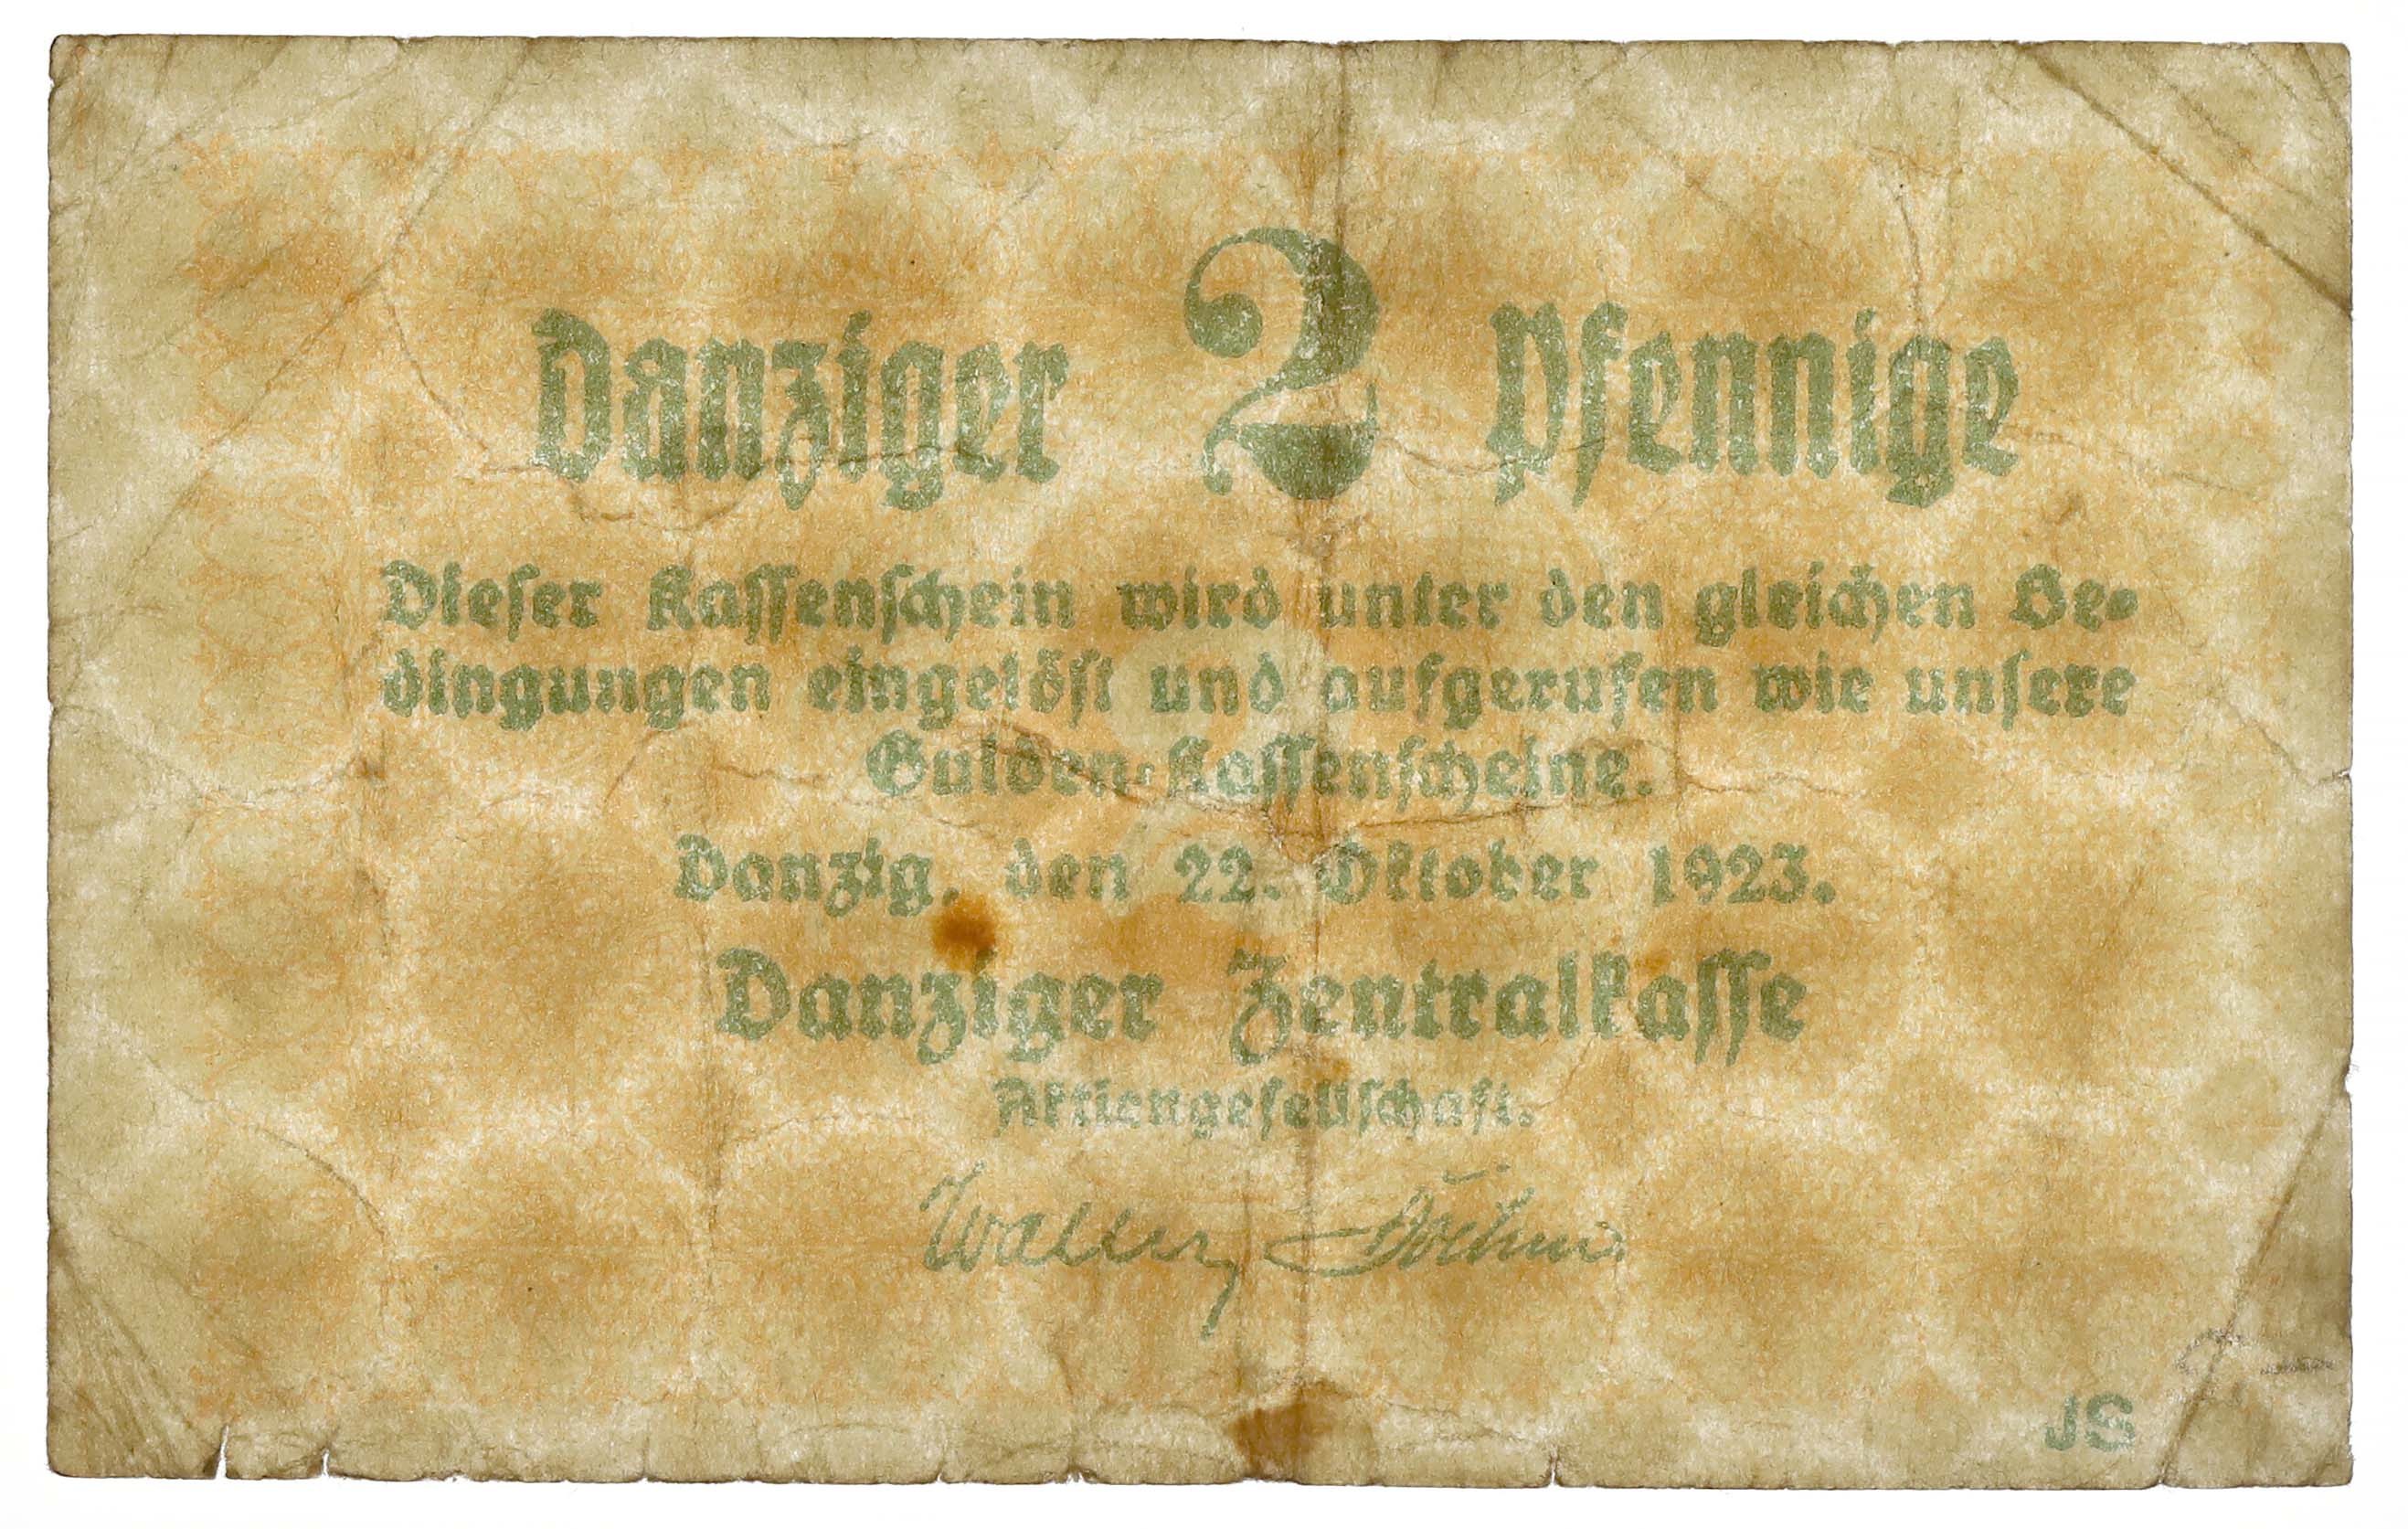 Danziger 2 Pfennige
Dieser Kassenschein wird unter den gleichen Be-
dingungen eingelöst und aufgerufen wie unsere
Gulden-Kassenscheine.
Danzig, den 22. Oktober 1923.
Danziger Zentralkasse
Aktiengesellschaft.
JS